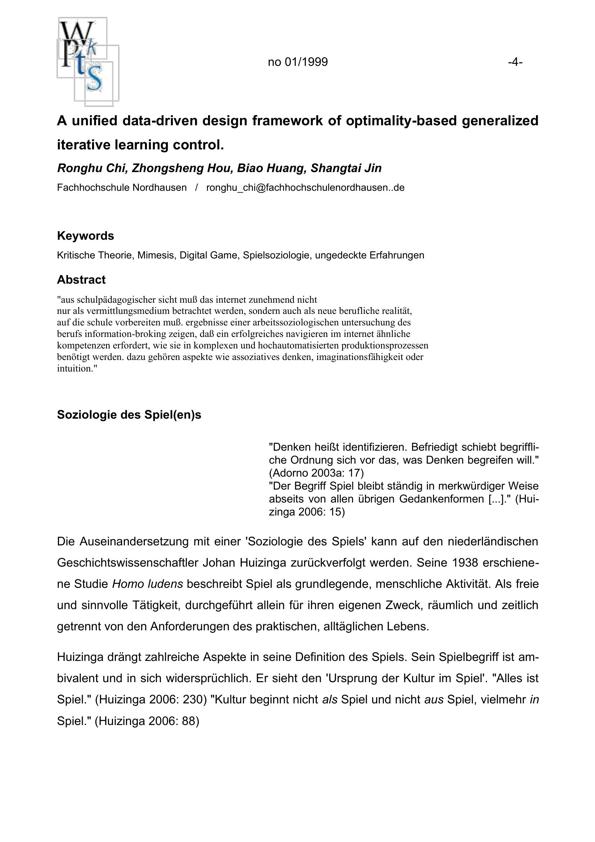 W
P k
t
S
no 01/1999 -4-
A unified data-driven design framework of optimality-based generalized
iterative learning control.
Ronghu Chi, Zhongsheng Hou, Biao Huang, Shangtai Jin
Fachhochschule Nordhausen / ronghu_chi@fachhochschulenordhausen..de
Keywords
Kritische Theorie, Mimesis, Digital Game, Spielsoziologie, ungedeckte Erfahrungen
Abstract
"aus schulpädagogischer sicht muß das internet zunehmend nicht
nur als vermittlungsmedium betrachtet werden, sondern auch als neue berufliche realität,
auf die schule vorbereiten muß. ergebnisse einer arbeitssoziologischen untersuchung des
berufs information-broking zeigen, daß ein erfolgreiches navigieren im internet ähnliche
kompetenzen erfordert, wie sie in komplexen und hochautomatisierten produktionsprozessen
benötigt werden. dazu gehören aspekte wie assoziatives denken, imaginationsfähigkeit oder
intuition."
Soziologie des Spiel(en)s
"Denken heißt identifizieren. Befriedigt schiebt begriffli-
che Ordnung sich vor das, was Denken begreifen will."
(Adorno 2003a: 17)
"Der Begriff Spiel bleibt ständig in merkwürdiger Weise
abseits von allen übrigen Gedankenformen [...]." (Hui-
zinga 2006: 15)
Die Auseinandersetzung mit einer 'Soziologie des Spiels' kann auf den niederländischen
Geschichtswissenschaftler Johan Huizinga zurückverfolgt werden. Seine 1938 erschiene-
ne Studie Homo ludens beschreibt Spiel als grundlegende, menschliche Aktivität. Als freie
und sinnvolle Tätigkeit, durchgeführt allein für ihren eigenen Zweck, räumlich und zeitlich
getrennt von den Anforderungen des praktischen, alltäglichen Lebens.
Huizinga drängt zahlreiche Aspekte in seine Definition des Spiels. Sein Spielbegriff ist am-
bivalent und in sich widersprüchlich. Er sieht den 'Ursprung der Kultur im Spiel'. "Alles ist
Spiel." (Huizinga 2006: 230) "Kultur beginnt nicht als Spiel und nicht aus Spiel, vielmehr in
Spiel." (Huizinga 2006: 88)